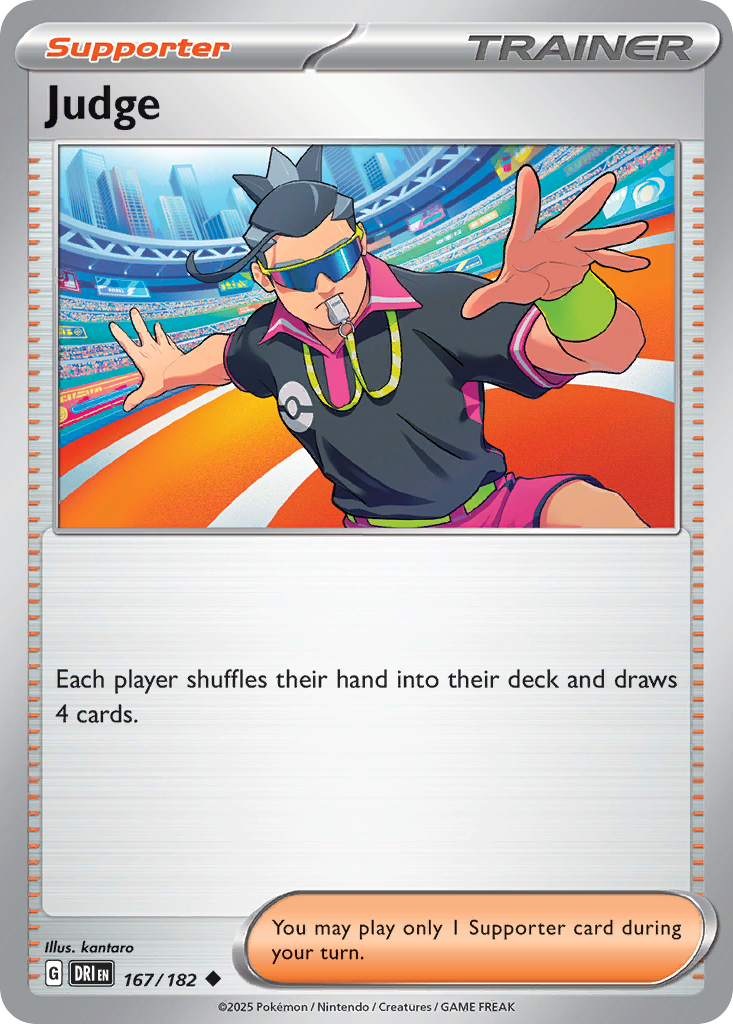 Supporter
TRAINER
Judge
Each player shuffles their hand into their deck and draws
4 cards.
You may play only 1 Supporter card during
your turn.
Illus. kantaro
G DRI EN 167/182
©2025 Pokémon / Nintendo / Creatures / GAME FREAK